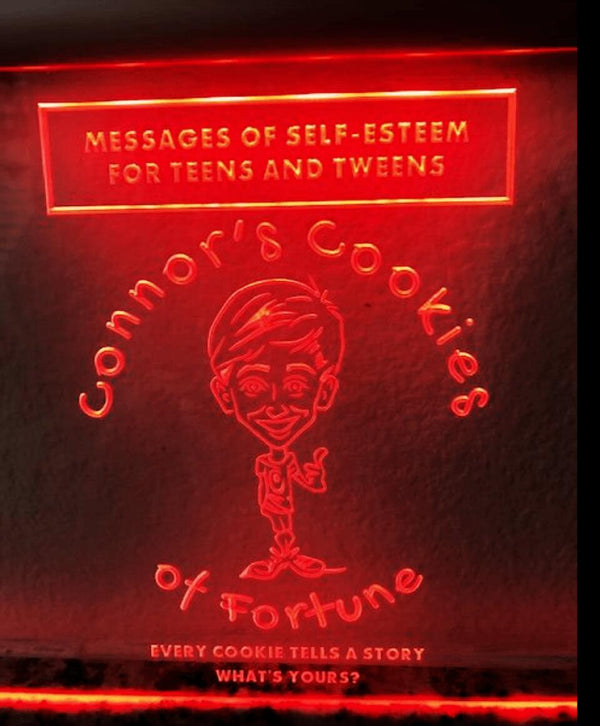 MESSAGES OF SELF-ESTEEM
FOR TEENS AND TWEENS
Connor's Cookies
of Fortune
EVERY COOKIE TELLS A STORY
WHAT'S YOURS?